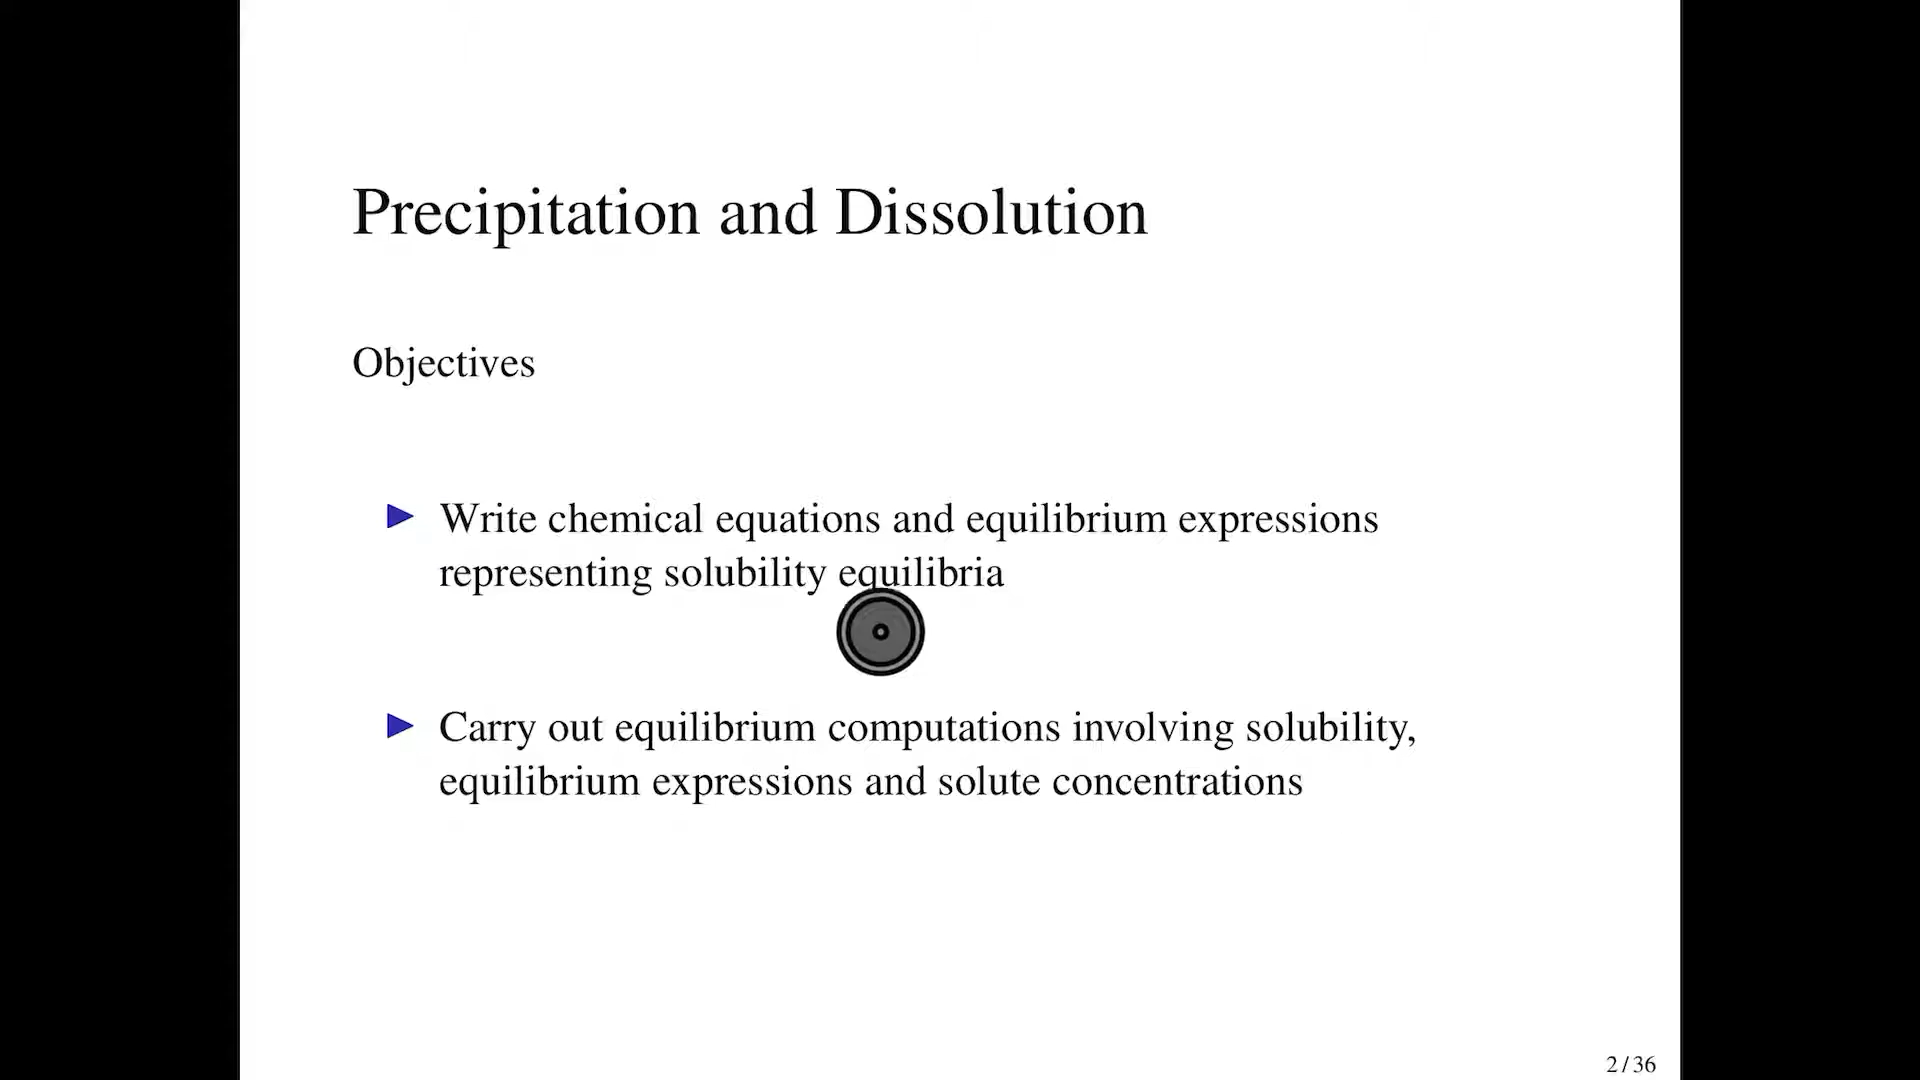 Precipitation and Dissolution
Objectives
Write chemical equations and equilibrium expressions
representing solubility equilibria
Carry out equilibrium computations involving solubility,
equilibrium expressions and solute concentrations
2 / 36